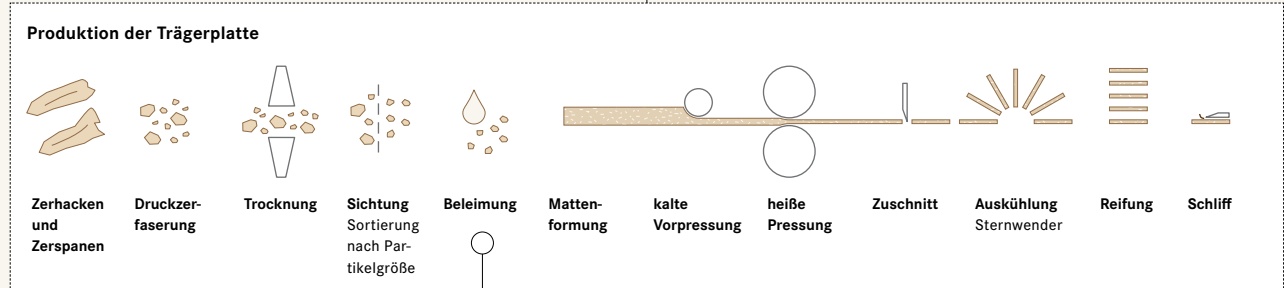 Produktion der Trägerplatte
Zerhacken
und
Zerspanen
Druckzer-
faserung
Trocknung
Sichtung
Sortierung
nach Par-
tikelgröße
Beleimung
Matten-
formung
kalte
Vorpressung
heiße
Pressung
Zuschnitt
Auskühlung
Sternwender
Reifung
Schliff